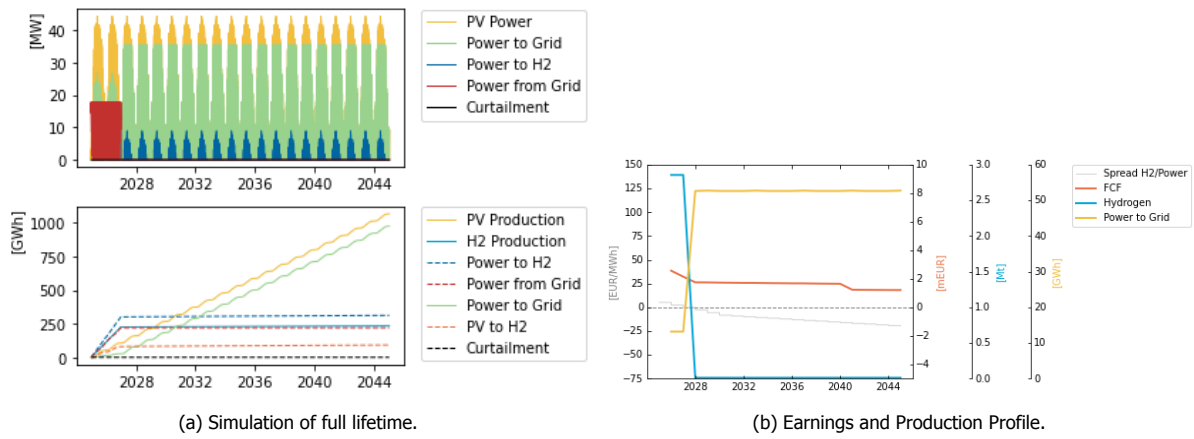 [MW]
40
30
20
10
0
2028 2032 2036 2040 2044
PV Power
Power to Grid
Power to H2
Power from Grid
Curtailment
[GWh]
1000
750
500
250
0
2028 2032 2036 2040 2044
PV Production
H2 Production
Power to H2
Power from Grid
Power to Grid
PV to H2
Curtailment
(a) Simulation of full lifetime.
[EUR/MWh]
150
125
100
75
50
25
0
−25
−50
−75
2028 2032 2036 2040 2044
10
8
6
4
2
0
−2
−4
[mEUR]
3.0
2.5
2.0
1.5
1.0
0.5
0.0
[Mt]
60
50
40
30
20
10
0
[GWh]
Spread H2/Power
FCF
Hydrogen
Power to Grid
(b) Earnings and Production Profile.